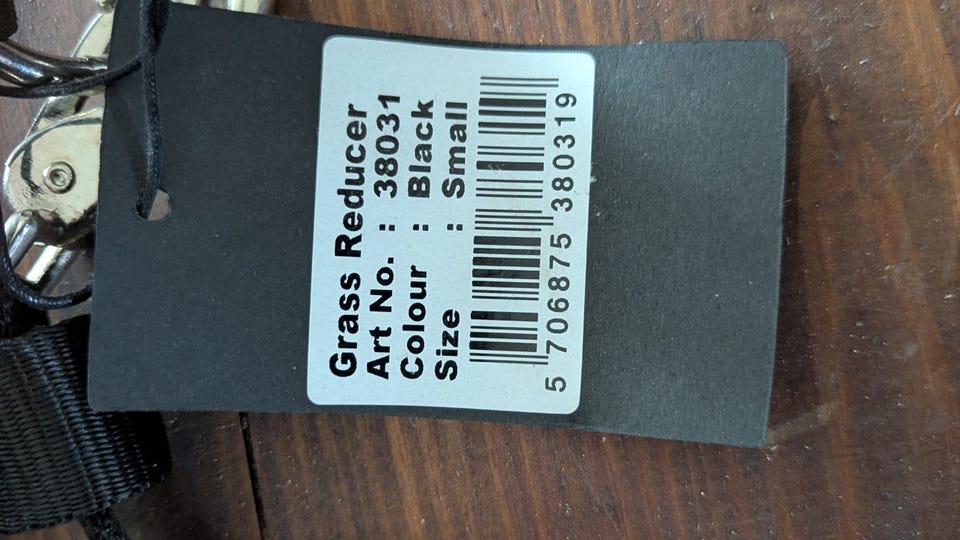 Grass Reducer
Art No. : 38031
Colour : Black
Size : Small
5 706875 380319